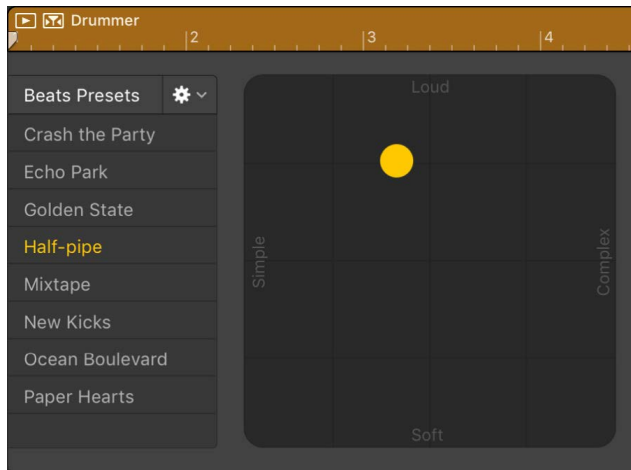 Drummer
2
3
4
Beats Presets
Crash the Party
Echo Park
Golden State
Half-pipe
Mixtape
New Kicks
Ocean Boulevard
Paper Hearts
Loud
Simple
Complex
Soft